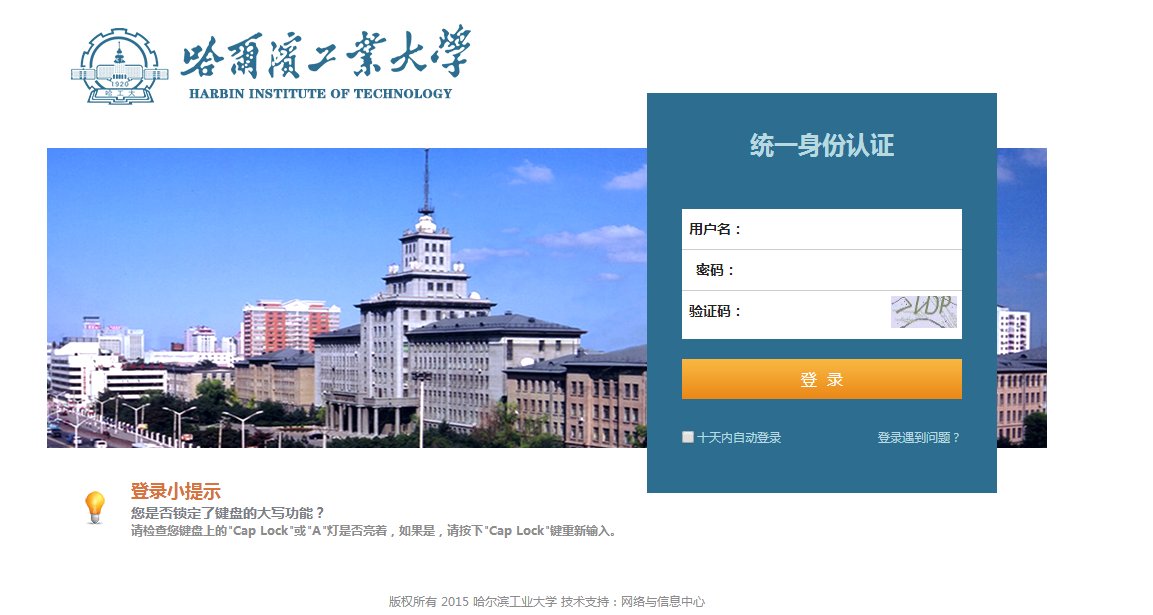 哈爾濱工業大學
HARBIN INSTITUTE OF TECHNOLOGY
1920
哈工大
统一身份认证
用户名：
密码：
验证码：
登 录
十天内自动登录
登录遇到问题？
登录小提示
您是否锁定了键盘的大写功能？
请检查您键盘上的"Cap Lock"或"A"灯是否亮着，如果是，请按下"Cap Lock"键重新输入。
版权所有 2015 哈尔滨工业大学 技术支持：网络与信息中心